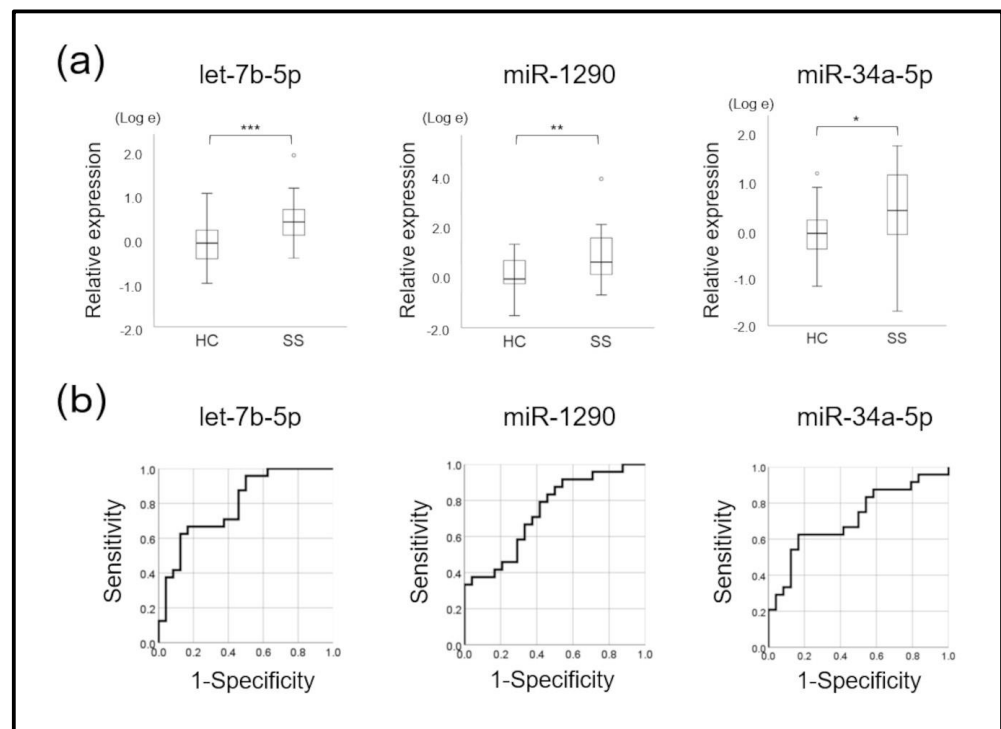 (a)
let-7b-5p miR-1290 miR-34a-5p
(Log e) (Log e) (Log e)
*** ** *
Relative expression
2.0
1.0
0.0
-1.0
-2.0
HC SS
Relative expression
4.0
2.0
0.0
-2.0
HC SS
Relative expression
2.0
1.0
0.0
-1.0
-2.0
HC SS
(b)
let-7b-5p miR-1290 miR-34a-5p
Sensitivity
1.0
0.8
0.6
0.4
0.2
0.0
0.0 0.2 0.4 0.6 0.8 1.0
1-Specificity
Sensitivity
1.0
0.8
0.6
0.4
0.2
0.0
0.0 0.2 0.4 0.6 0.8 1.0
1-Specificity
Sensitivity
1.0
0.8
0.6
0.4
0.2
0.0
0.0 0.2 0.4 0.6 0.8 1.0
1-Specificity